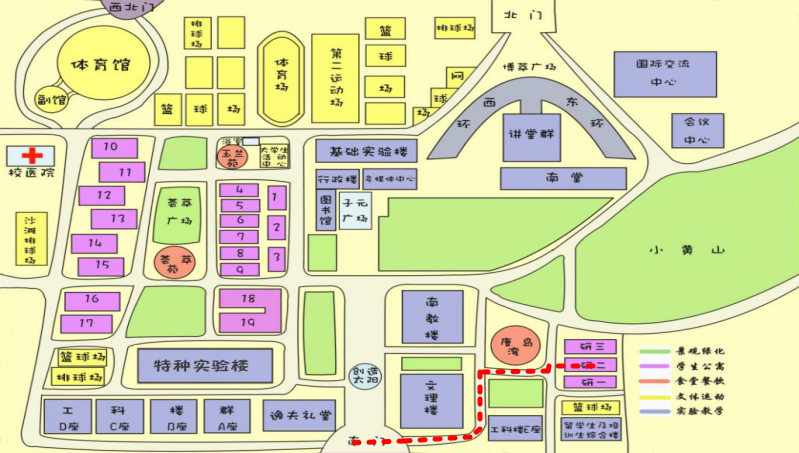 西北门
北门
体育馆
副馆
排球场
体育场
第二运动场
篮
球
场
排球场
网
球
场
篮 球 场
博萃广场
国际交流
中心
会议
中心
环 西 东 环
讲堂群
南 堂
校医院
浴室
玉兰
苑
大学生
活动
中心
基础实验楼
行政楼
多媒体中心
图书馆
子元
广场
10
11
12
13
14
15
荟萃
广场
荟萃
苑
4
5
6
7
8
9
1
2
3
沙滩排球场
小 黄 山
16
17
18
19
南教楼
唐岛
湾
研三
研二
研一
景观绿化
学生公寓
食堂餐饮
文体运动
实验教学
篮球场
排球场
特种实验楼
创造
太阳
文理楼
工
D座
科
C座
楼
B座
群
A座
逸夫礼堂
南门
工科楼E座
篮球场
留学生及培
训生综合楼